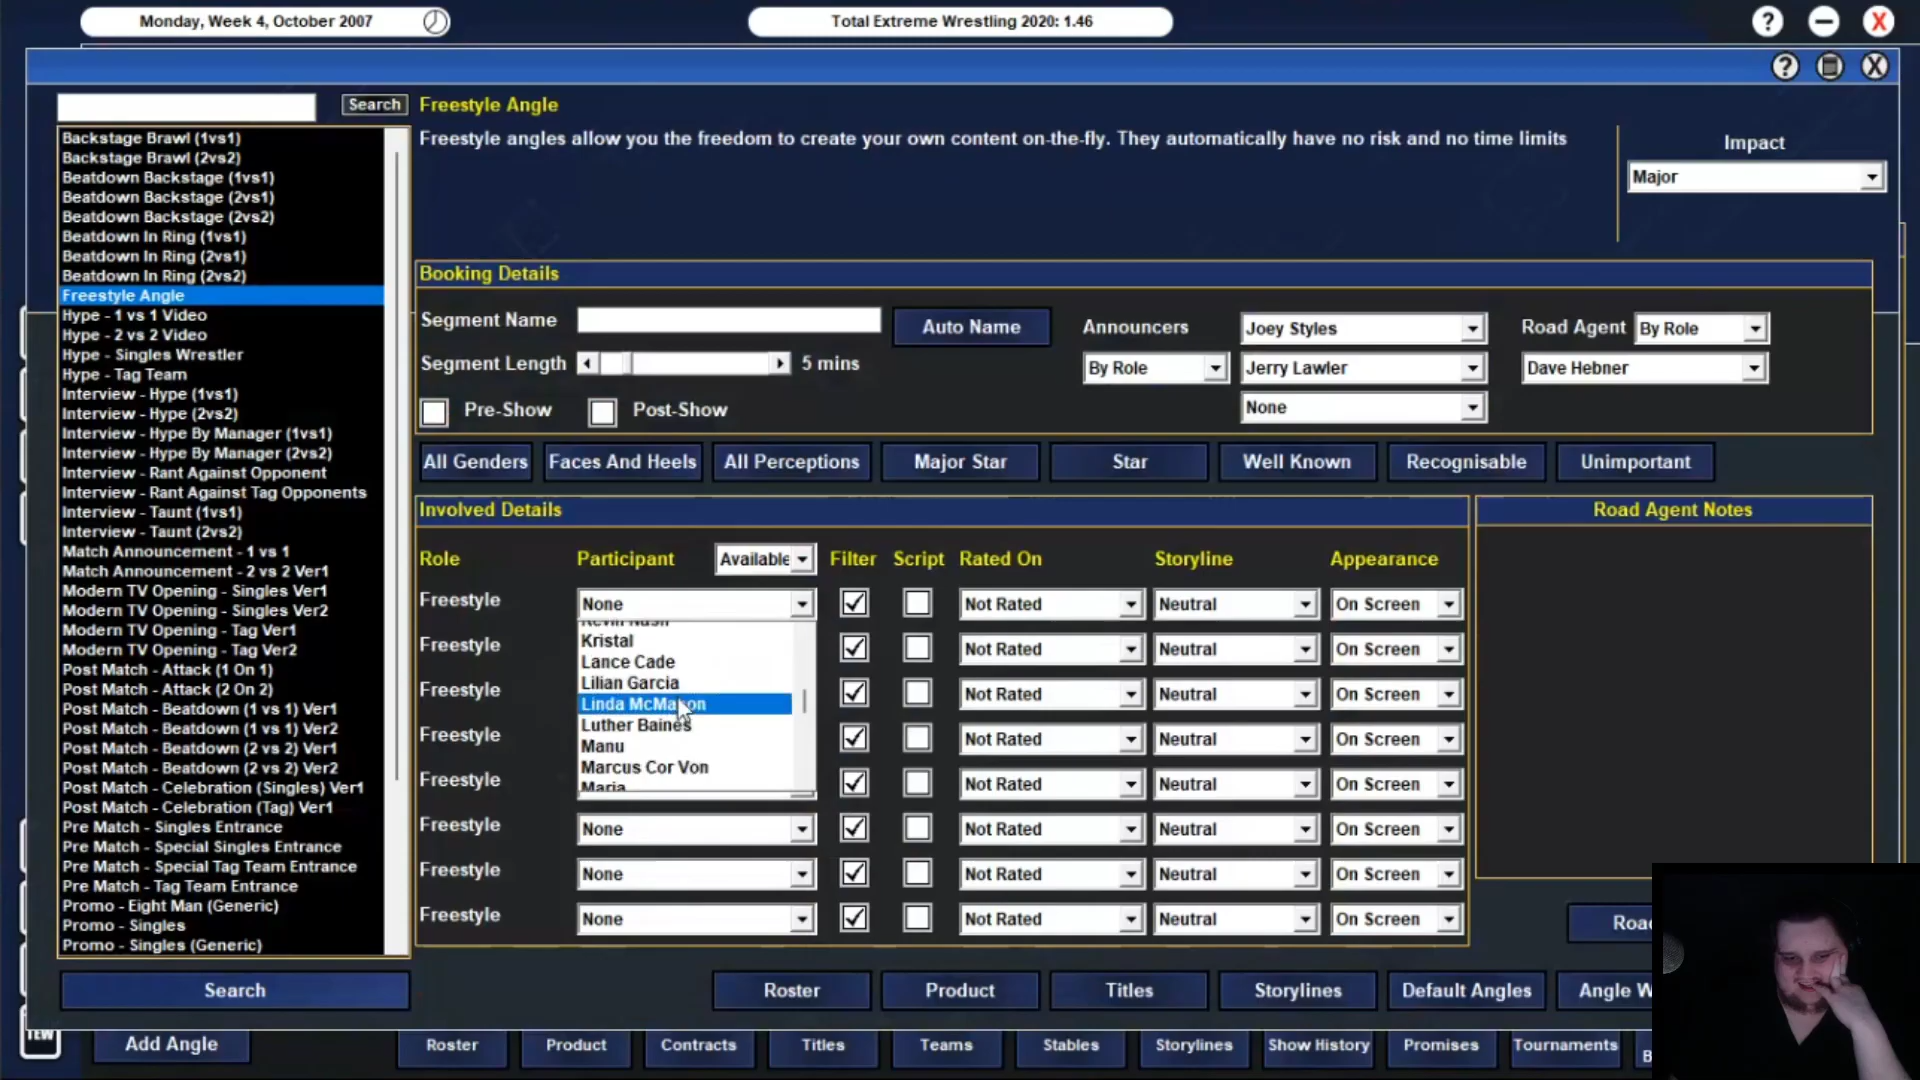 Monday, Week 4, October 2007
Total Extreme Wrestling 2020: 1.46
?
X
?
X
Search
Freestyle Angle
Freestyle angles allow you the freedom to create your own content on-the-fly. They automatically have no risk and no time limits
Impact
Major
Backstage Brawl (1vs1)
Backstage Brawl (2vs2)
Beatdown Backstage (1vs1)
Beatdown Backstage (2vs1)
Beatdown Backstage (2vs2)
Beatdown In Ring (1vs1)
Beatdown In Ring (2vs1)
Beatdown In Ring (2vs2)
Freestyle Angle
Hype - 1 vs 1 Video
Hype - 2 vs 2 Video
Hype - Singles Wrestler
Hype - Tag Team
Interview - Hype (1vs1)
Interview - Hype (2vs2)
Interview - Hype By Manager (1vs1)
Interview - Hype By Manager (2vs2)
Interview - Rant Against Opponent
Interview - Rant Against Tag Opponents
Interview - Taunt (1vs1)
Interview - Taunt (2vs2)
Match Announcement - 1 vs 1
Match Announcement - 2 vs 2 Ver1
Modern TV Opening - Singles Ver1
Modern TV Opening - Singles Ver2
Modern TV Opening - Tag Ver1
Modern TV Opening - Tag Ver2
Post Match - Attack (1 On 1)
Post Match - Attack (2 On 2)
Post Match - Beatdown (1 vs 1) Ver1
Post Match - Beatdown (1 vs 1) Ver2
Post Match - Beatdown (2 vs 2) Ver1
Post Match - Beatdown (2 vs 2) Ver2
Post Match - Celebration (Singles) Ver1
Post Match - Celebration (Tag) Ver1
Pre Match - Singles Entrance
Pre Match - Special Singles Entrance
Pre Match - Special Tag Team Entrance
Pre Match - Tag Team Entrance
Promo - Eight Man (Generic)
Promo - Singles
Promo - Singles (Generic)
Search
Booking Details
Segment Name
Auto Name
Announcers
Joey Styles
Road Agent
By Role
Segment Length
5 mins
By Role
Jerry Lawler
Dave Hebner
Pre-Show
Post-Show
None
All Genders
Faces And Heels
All Perceptions
Major Star
Star
Well Known
Recognisable
Unimportant
Involved Details
Road Agent Notes
Role
Participant
Available
Filter
Script
Rated On
Storyline
Appearance
Freestyle
None
Not Rated
Neutral
On Screen
Kevin Nash
Kristal
Lance Cade
Lilian Garcia
Linda McMahon
Luther Baines
Manu
Marcus Cor Von
Maria
Freestyle
Not Rated
Neutral
On Screen
Freestyle
Not Rated
Neutral
On Screen
Freestyle
Not Rated
Neutral
On Screen
Freestyle
Not Rated
Neutral
On Screen
Freestyle
None
Not Rated
Neutral
On Screen
Freestyle
None
Not Rated
Neutral
On Screen
Freestyle
None
Not Rated
Neutral
On Screen
Roa
Roster
Product
Titles
Storylines
Default Angles
Angle W
TEW
Add Angle
Roster
Product
Contracts
Titles
Teams
Stables
Storylines
Show History
Promises
Tournaments
B